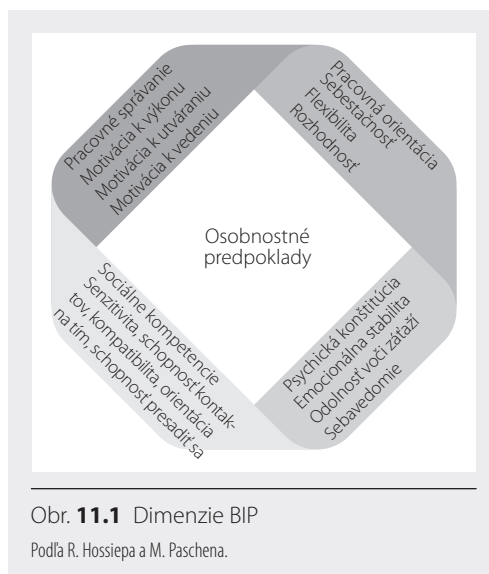 Pracovné správanie
Motivácia k výkonu
Motivácia k utváraniu
Motivácia k vedeniu
Pracovná orientácia
Sebestačnosť
Flexibilita
Rozhodnosť
Osobnostné
predpoklady
Sociálne kompetencie
Senzitivita, schopnosť kontak-
tov, kompatibilita, orientácia
na tím, schopnosť presadiť sa
Psychická konštitúcia
Emocionálna stabilita
Odolnosť voči záťaží
Sebavedomie
Obr. 11.1 Dimenzie BIP
Podľa R. Hossiepa a M. Paschena.